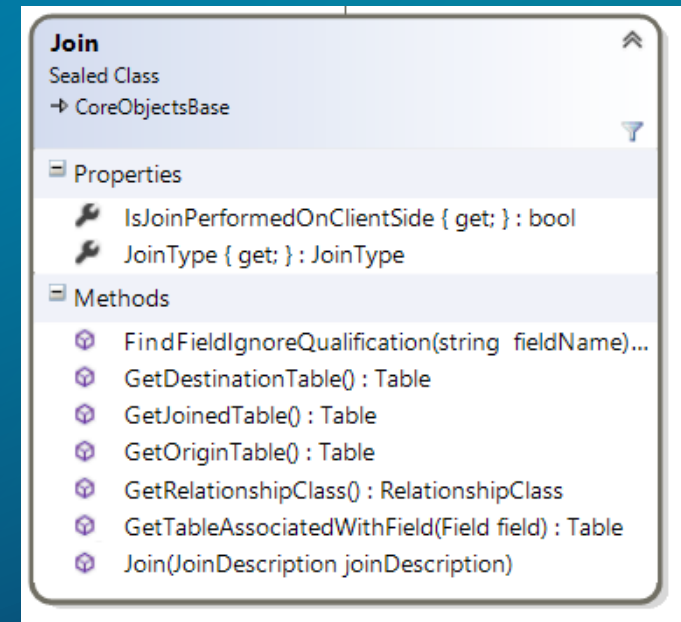 Join
Sealed Class
CoreObjectsBase
Properties
IsJoinPerformedOnClientSide { get; } : bool
JoinType { get; } : JoinType
Methods
FindFieldIgnoreQualification(string fieldName)...
GetDestinationTable() : Table
GetJoinedTable() : Table
GetOriginTable() : Table
GetRelationshipClass() : RelationshipClass
GetTableAssociatedWithField(Field field) : Table
Join(JoinDescription joinDescription)